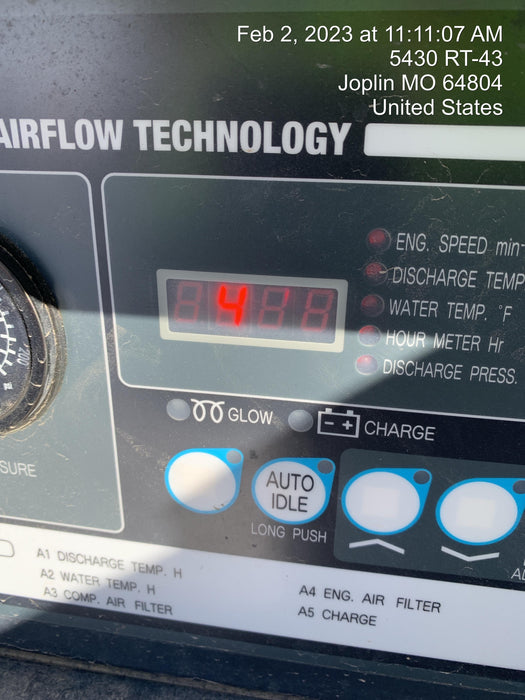 Feb 2, 2023 at 11:11:07 AM
5430 RT-43
Joplin MO 64804
United States
AIRFLOW TECHNOLOGY
ENG. SPEED min-
DISCHARGE TEMP
WATER TEMP. °F
HOUR METER Hr
DISCHARGE PRESS.
4
GLOW
- +
CHARGE
AUTO
IDLE
LONG PUSH
SURE
200
A1 DISCHARGE TEMP. H
A2 WATER TEMP. H
A3 COMP. AIR FILTER
A4 ENG. AIR FILTER
A5 CHARGE